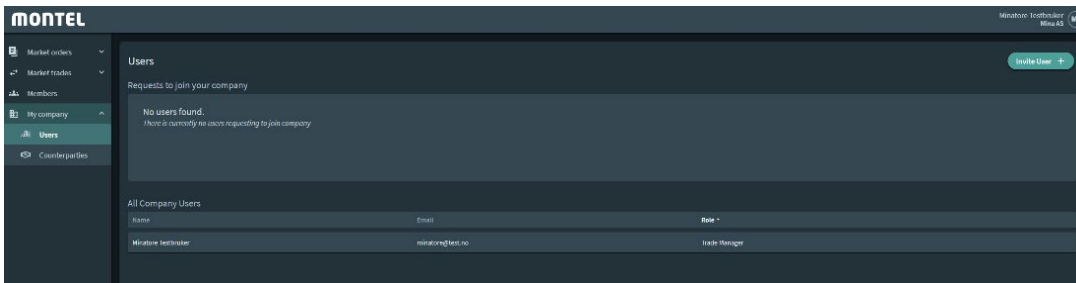 MONTEL
Minatore Testbruker
Mina AS
M
Market orders
Market trades
Members
My company
Users
Counterparties
Users
Invite User +
Requests to join your company
No users found.
There is currently no users requesting to join company
All Company Users
Name Email Role
Minatore Testbruker minatore@test.no Trade Manager